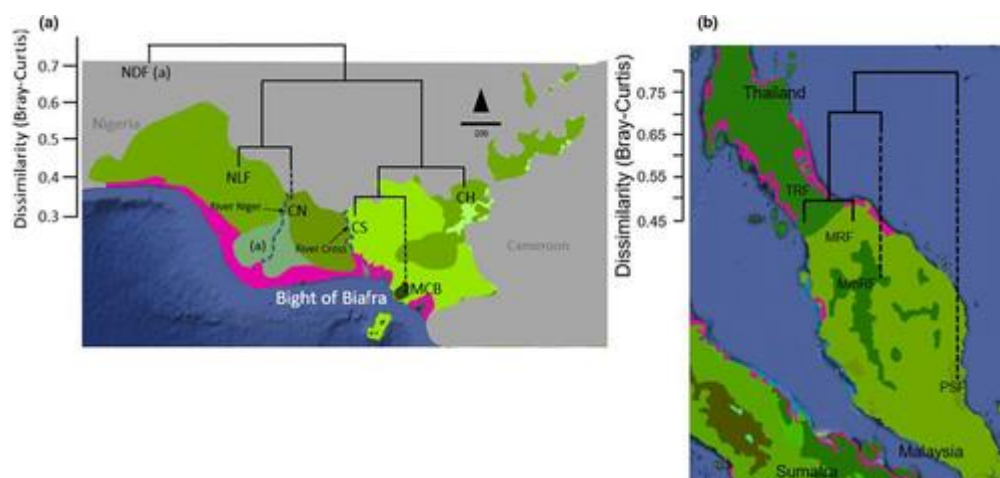 (a)
Dissimilarity (Bray-Curtis)
0.7
0.6
0.5
0.4
0.3
NDF (a)
Nigeria
NLF
River Niger
CN
(a)
River Cross
CS
CH
MCB
Bight of Biafra
Cameroon
200
(b)
Dissimilarity (Bray-Curtis)
0.75
0.65
0.55
0.45
Thailand
TRF
MRF
PSF
Malaysia
Sumatra